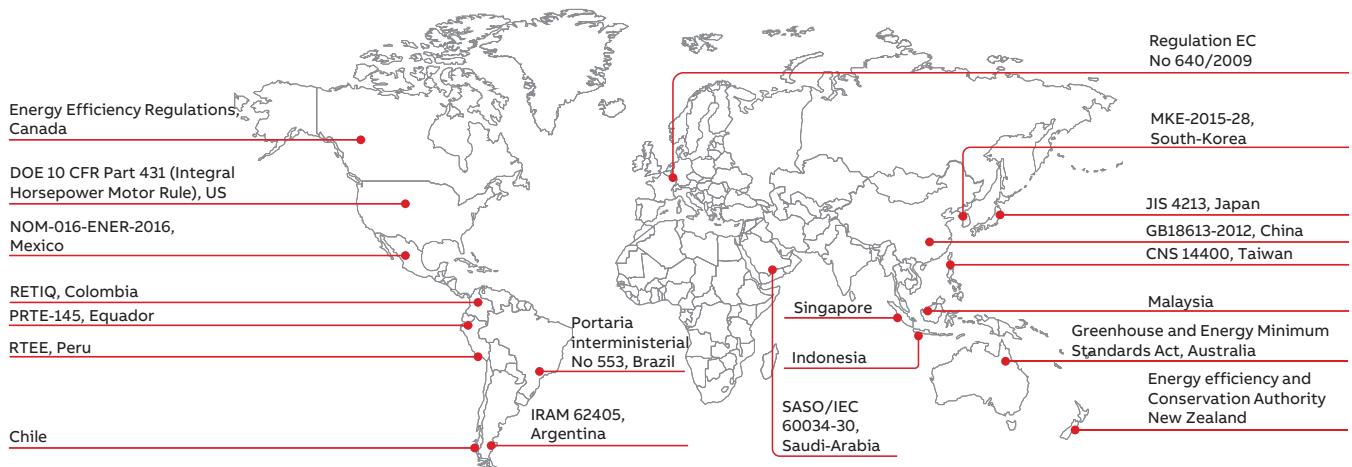 Energy Efficiency Regulations,
Canada
DOE 10 CFR Part 431 (Integral
Horsepower Motor Rule), US
NOM-016-ENER-2016,
Mexico
RETIQ, Colombia
PRTE-145, Equador
RTEE, Peru
Chile
Portaria
interministerial
No 553, Brazil
IRAM 62405,
Argentina
Regulation EC
No 640/2009
MKE-2015-28,
South-Korea
JIS 4213, Japan
GB18613-2012, China
CNS 14400, Taiwan
Singapore
Malaysia
Indonesia
Greenhouse and Energy Minimum
Standards Act, Australia
SASO/IEC
60034-30,
Saudi-Arabia
Energy efficiency and
Conservation Authority
New Zealand